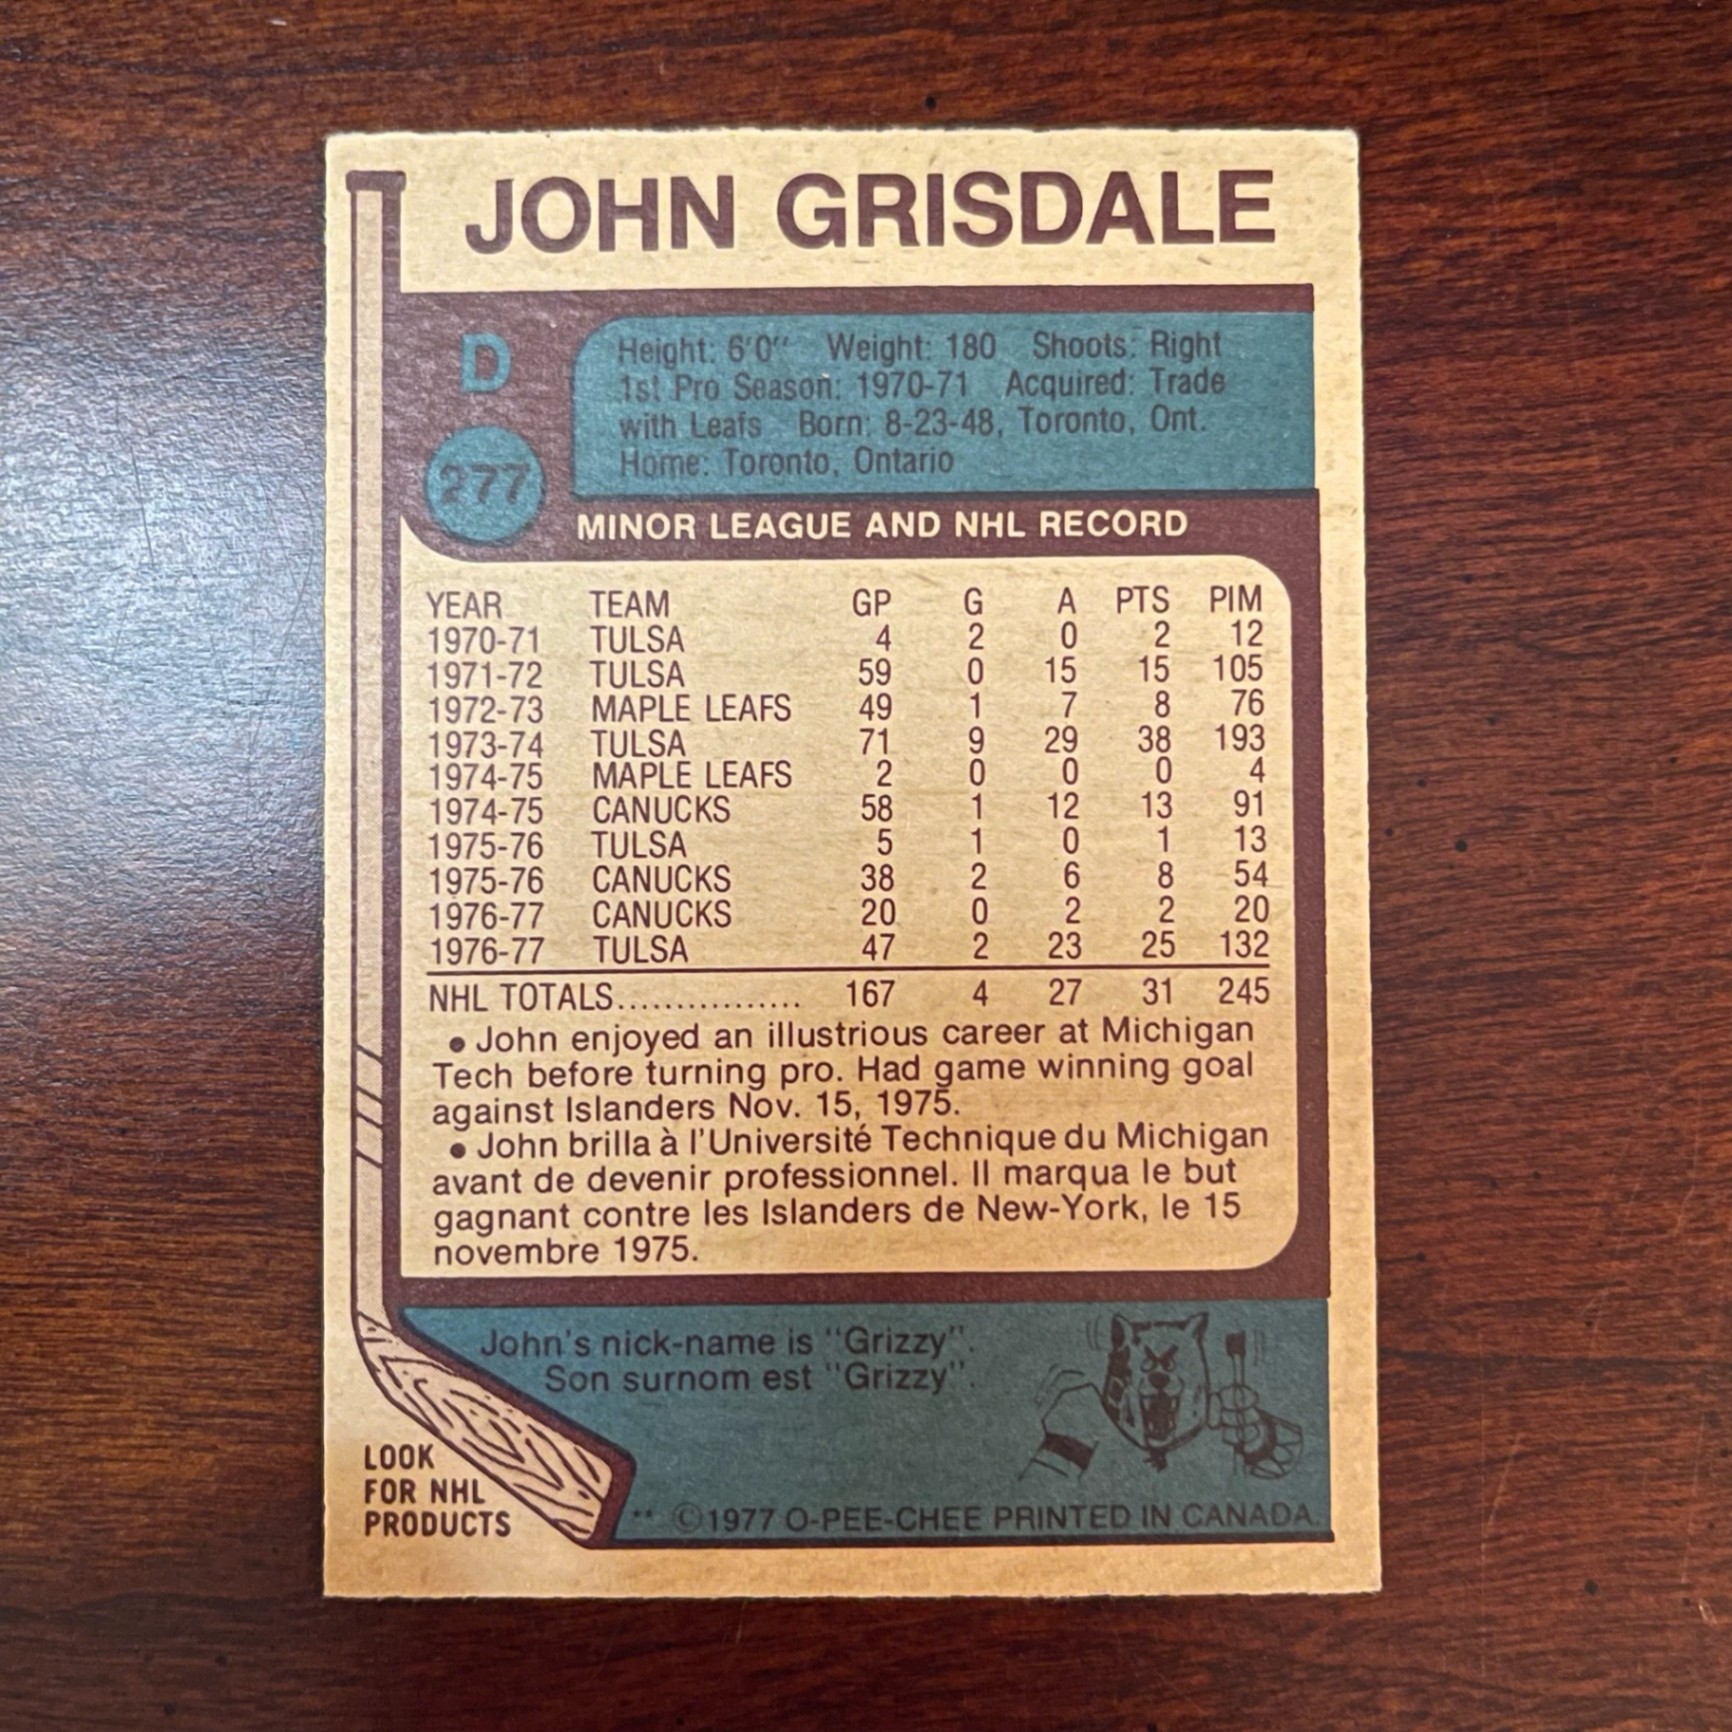 JOHN GRISDALE
D
277
Height: 6'0" Weight: 180 Shoots: Right
1st Pro Season: 1970-71 Acquired: Trade
with Leafs Born: 8-23-48, Toronto, Ont.
Home: Toronto, Ontario
MINOR LEAGUE AND NHL RECORD
YEAR TEAM GP G A PTS PIM
1970-71 TULSA 4 2 0 2 12
1971-72 TULSA 59 0 15 15 105
1972-73 MAPLE LEAFS 49 1 7 8 76
1973-74 TULSA 71 9 29 38 193
1974-75 MAPLE LEAFS 2 0 0 0 4
1974-75 CANUCKS 58 1 12 13 91
1975-76 TULSA 5 1 0 1 13
1975-76 CANUCKS 38 2 6 8 54
1976-77 CANUCKS 20 0 2 2 20
1976-77 TULSA 47 2 23 25 132
NHL TOTALS................ 167 4 27 31 245
• John enjoyed an illustrious career at Michigan
Tech before turning pro. Had game winning goal
against Islanders Nov. 15, 1975.
• John brilla à l'Université Technique du Michigan
avant de devenir professionnel. Il marqua le but
gagnant contre les Islanders de New-York, le 15
novembre 1975.
John's nick-name is "Grizzy".
Son surnom est "Grizzy".
LOOK
FOR NHL
PRODUCTS
** ©1977 O-PEE-CHEE PRINTED IN CANADA.